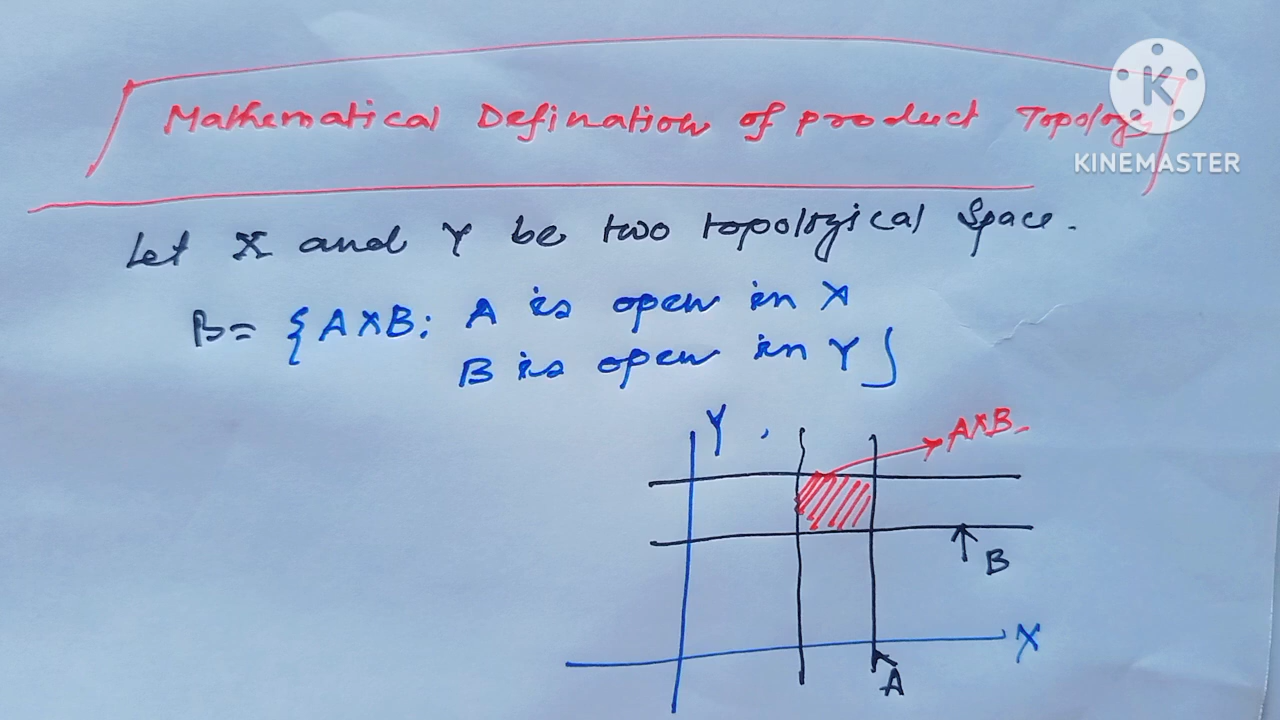 Mathematical Defination of product Topology
K
KINEMASTER
Let X and Y be two topological Space.
B = { A X B : A is open in X
B is open in Y }
Y
A X B
B
X
A